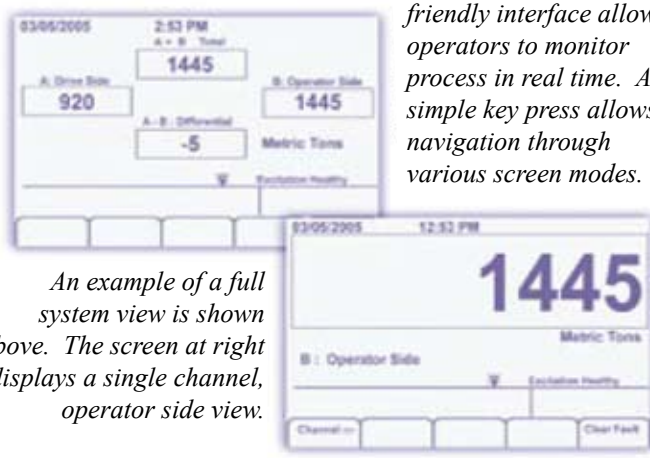 friendly interface allow
operators to monitor
process in real time. A
simple key press allows
navigation through
various screen modes.
03/05/2005 2:53 PM
A + B Total
1445
A: Drive Side
920
B: Operator Side
1445
A - B : Differential
-5
Metric Tons
Excitation Healthy
An example of a full
system view is shown
bove. The screen at right
displays a single channel,
operator side view.
03/05/2005 12:53 PM
1445
Metric Tons
B : Operator Side
Excitation Healthy
Channel
Clear Fault